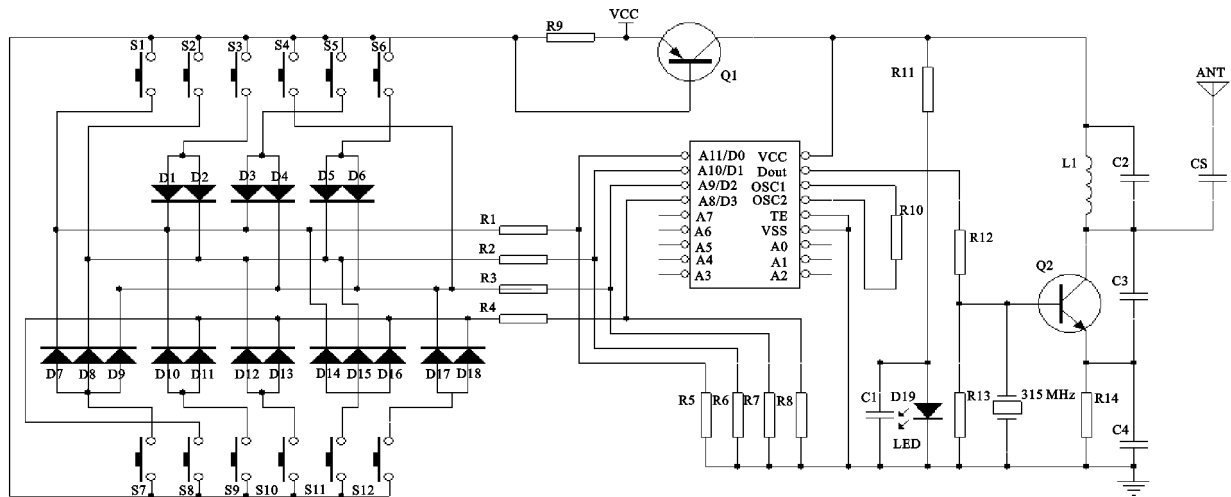 S1 S2 S3 S4 S5 S6
R9
VCC
Q1
R11
ANT
D1 D2 D3 D4 D5 D6
A11/D0 VCC
A10/D1 Dout
A9/D2 OSC1
A8/D3 OSC2
A7 TE
A6 VSS
A5 A0
A4 A1
A3 A2
R10
L1
C2
CS
R1
R2
R3
R4
R12
Q2
C3
D7 D8 D9 D10 D11 D12 D13 D14 D15 D16 D17 D18
R5 R6 R7 R8
C1
D19
LED
R13
315 MHz
R14
C4
S7 S8 S9 S10 S11 S12